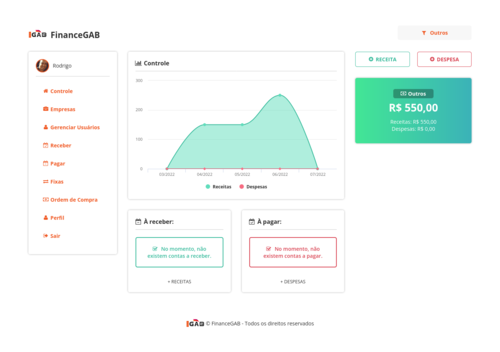 GAB FinanceGAB
Outros
Rodrigo
Controle
Empresas
Gerenciar Usuários
Receber
Pagar
Fixas
Ordem de Compra
Perfil
Sair
Controle
300
200
100
0
03/2022 04/2022 05/2022 06/2022 07/2022
Receitas Despesas
RECEITA DESPESA
Outros
R$ 550,00
Receitas: R$ 550,00
Despesas: R$ 0,00
À receber:
No momento, não
existem contas a receber.
+ RECEITAS
À pagar:
No momento, não
existem contas a pagar.
+ DESPESAS
GAB © FinanceGAB - Todos os direitos reservados